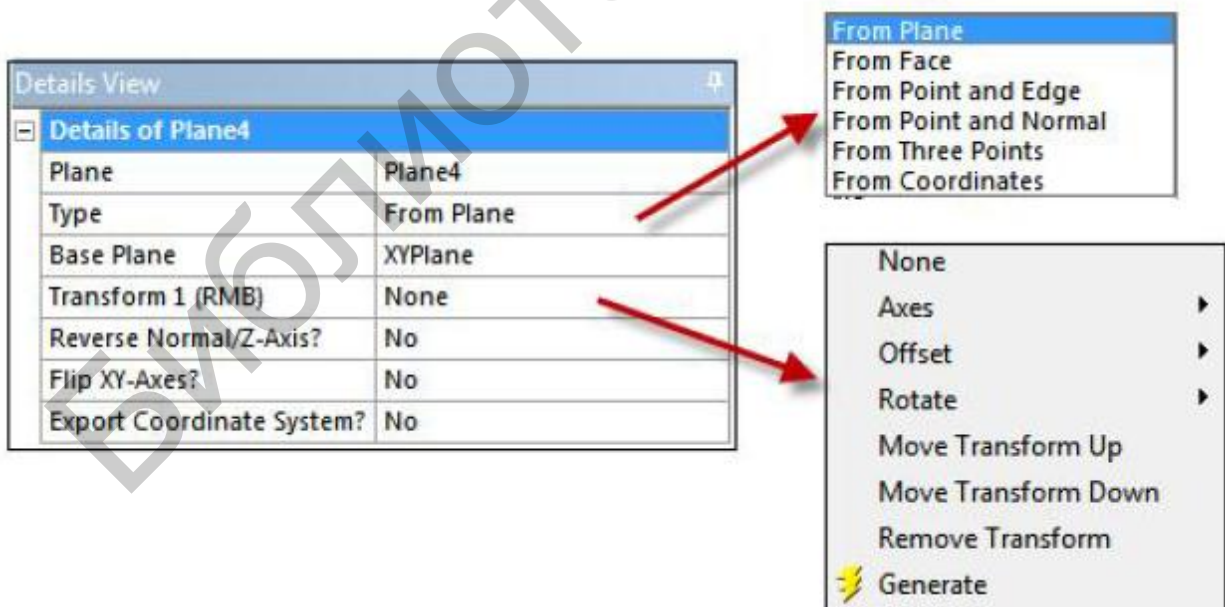 Details View
Details of Plane4
Plane Plane4
Type From Plane
Base Plane XYPlane
Transform 1 (RMB) None
Reverse Normal/Z-Axis? No
Flip XY-Axes? No
Export Coordinate System? No
From Plane
From Face
From Point and Edge
From Point and Normal
From Three Points
From Coordinates
None
Axes
Offset
Rotate
Move Transform Up
Move Transform Down
Remove Transform
Generate
Библиот